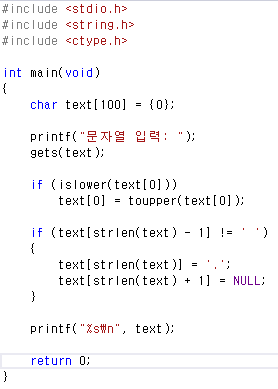 #include <stdio.h>
#include <string.h>
#include <ctype.h>
int main(void)
{
char text[100] = {0};
printf("문자열 입력: ");
gets(text);
if (islower(text[0]))
text[0] = toupper(text[0]);
if (text[strlen(text) - 1] != ' ')
{
text[strlen(text)] = '.';
text[strlen(text) + 1] = NULL;
}
printf("%s₩n", text);
return 0;
}